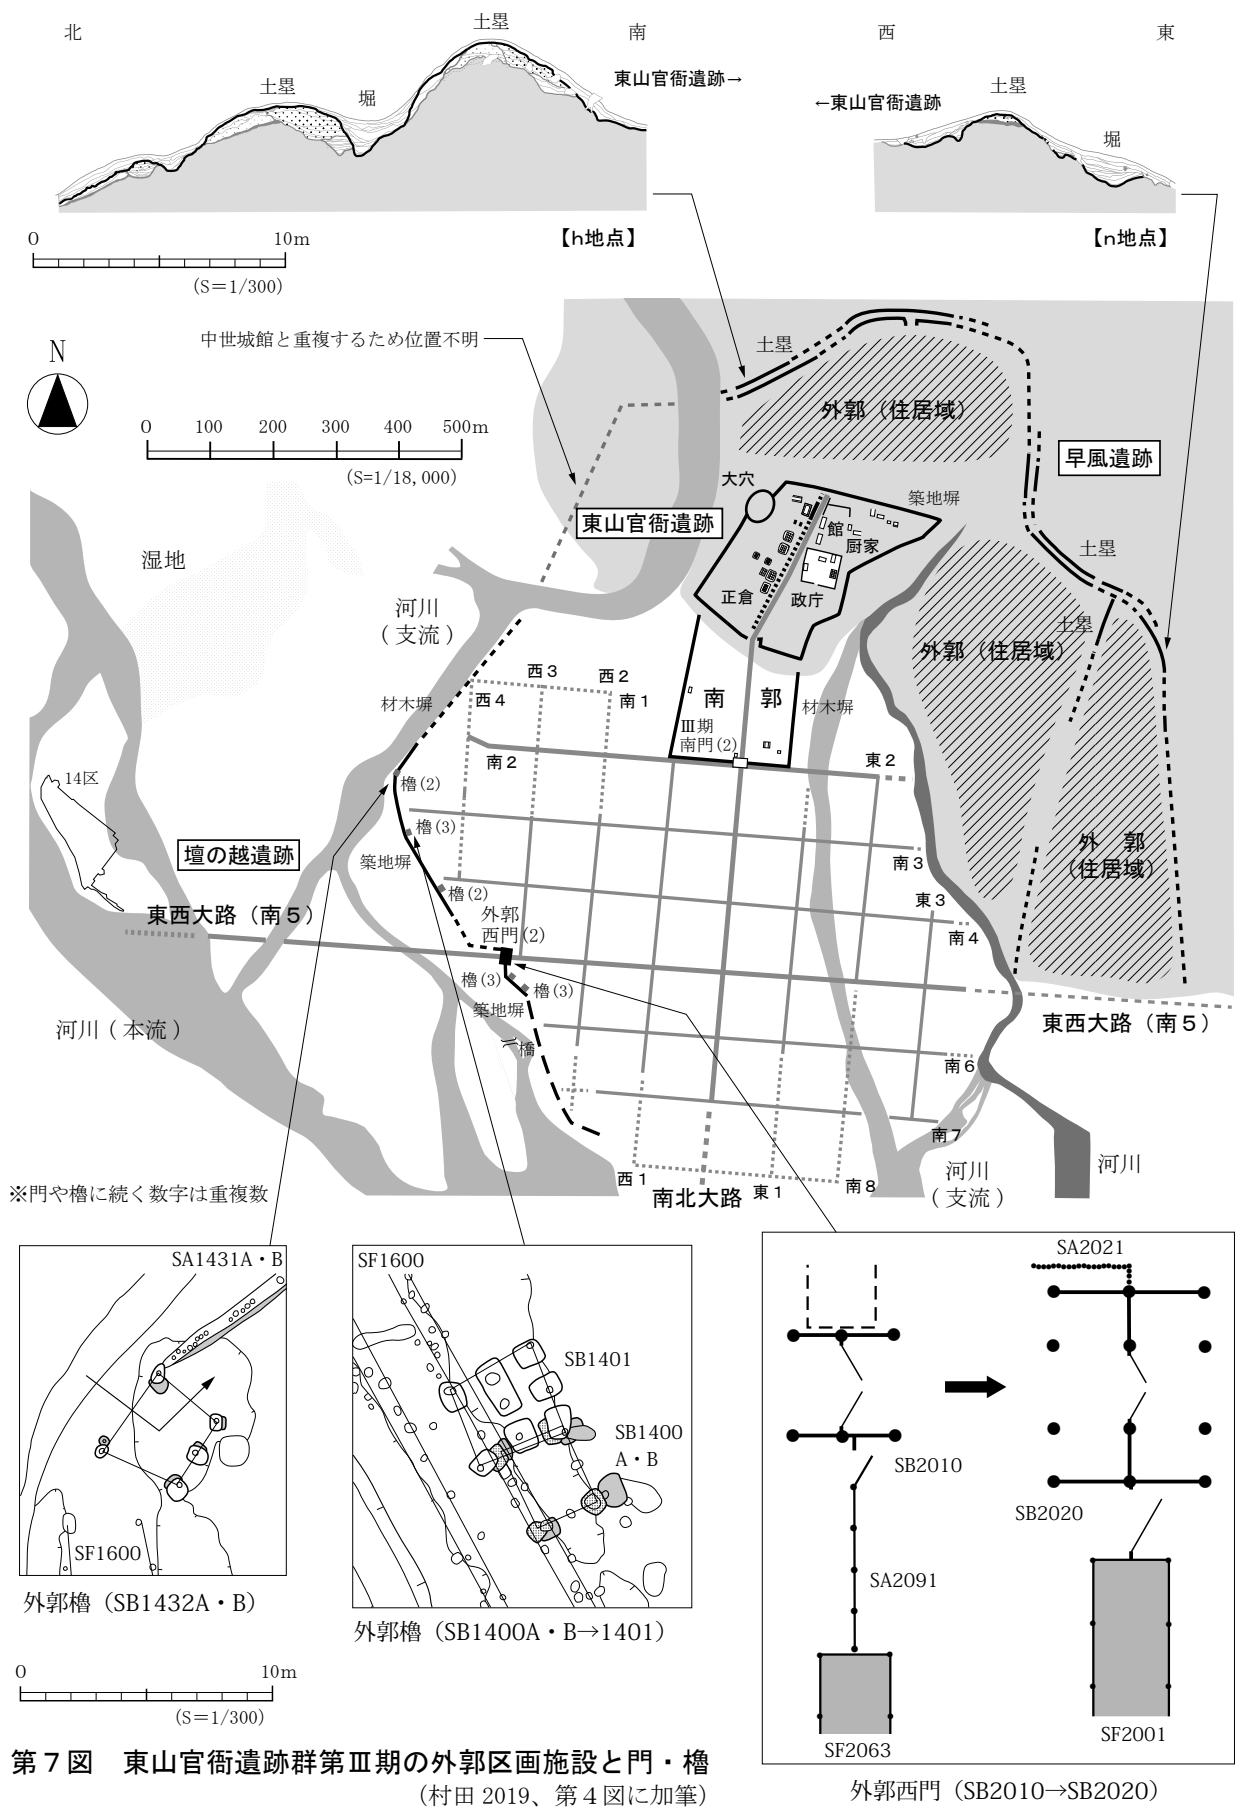 北
土塁
南
西
東
東山官衙遺跡→
土塁
堀
土塁
←東山官衙遺跡
堀
0
10m
(S=1/300)
【h地点】
【n地点】
中世城館と重複するため位置不明
N
土塁
外郭(住居域)
0
100
200
300
400
500m
(S=1/18,000)
早風遺跡
大穴
築地塀
東山官衙遺跡
館
厨家
湿地
土塁
正倉
政庁
河川
(支流)
土塁
外郭(住居域)
西3
西2
西4
南1
南 郭
材木塀
材木塀
Ⅲ期
南門(2)
南2
東2
14区
櫓(2)
櫓(3)
外 郭
(住居域)
壇の越遺跡
築地塀
南3
櫓(2)
東3
東西大路(南5)
外郭
西門(2)
南4
櫓(3)
櫓(3)
築地塀
河川(本流)
東西大路(南5)
橋
南6
南7
河川
(支流)
河川
西1
南北大路
東1
南8
※門や櫓に続く数字は重複数
SA1431A・B
SF1600
外郭櫓(SB1432A・B)
SF1600
SB1401
SB1400
A・B
外郭櫓(SB1400A・B→1401)
SA2021
SB2010
SB2020
SA2091
SF2063
SF2001
外郭西門(SB2010→SB2020)
0
10m
(S=1/300)
第7図 東山官衙遺跡群第Ⅲ期の外郭区画施設と門・櫓
(村田 2019、第4図に加筆)